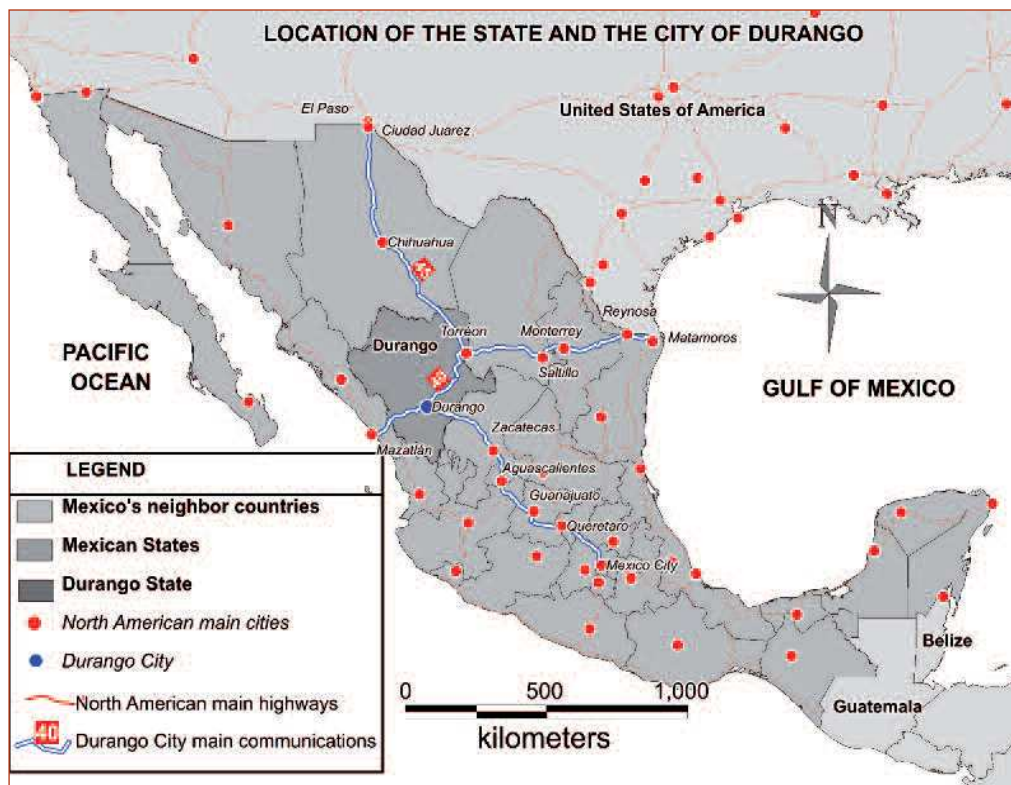 LOCATION OF THE STATE AND THE CITY OF DURANGO
El Paso
United States of America
Ciudad Juarez
N
Chihuahua
Reynosa
Torréon
Monterrey
Matamoros
Durango
PACIFIC
OCEAN
Saltillo
40
GULF OF MEXICO
Durango
Zacatecas
Mazatlán
Aguascalientes
Guanajuato
Queretaro
Mexico City
Belize
Guatemala
LEGEND
Mexico's neighbor countries
Mexican States
Durango State
North American main cities
Durango City
North American main highways
40
Durango City main communications
0 500 1,000
kilometers